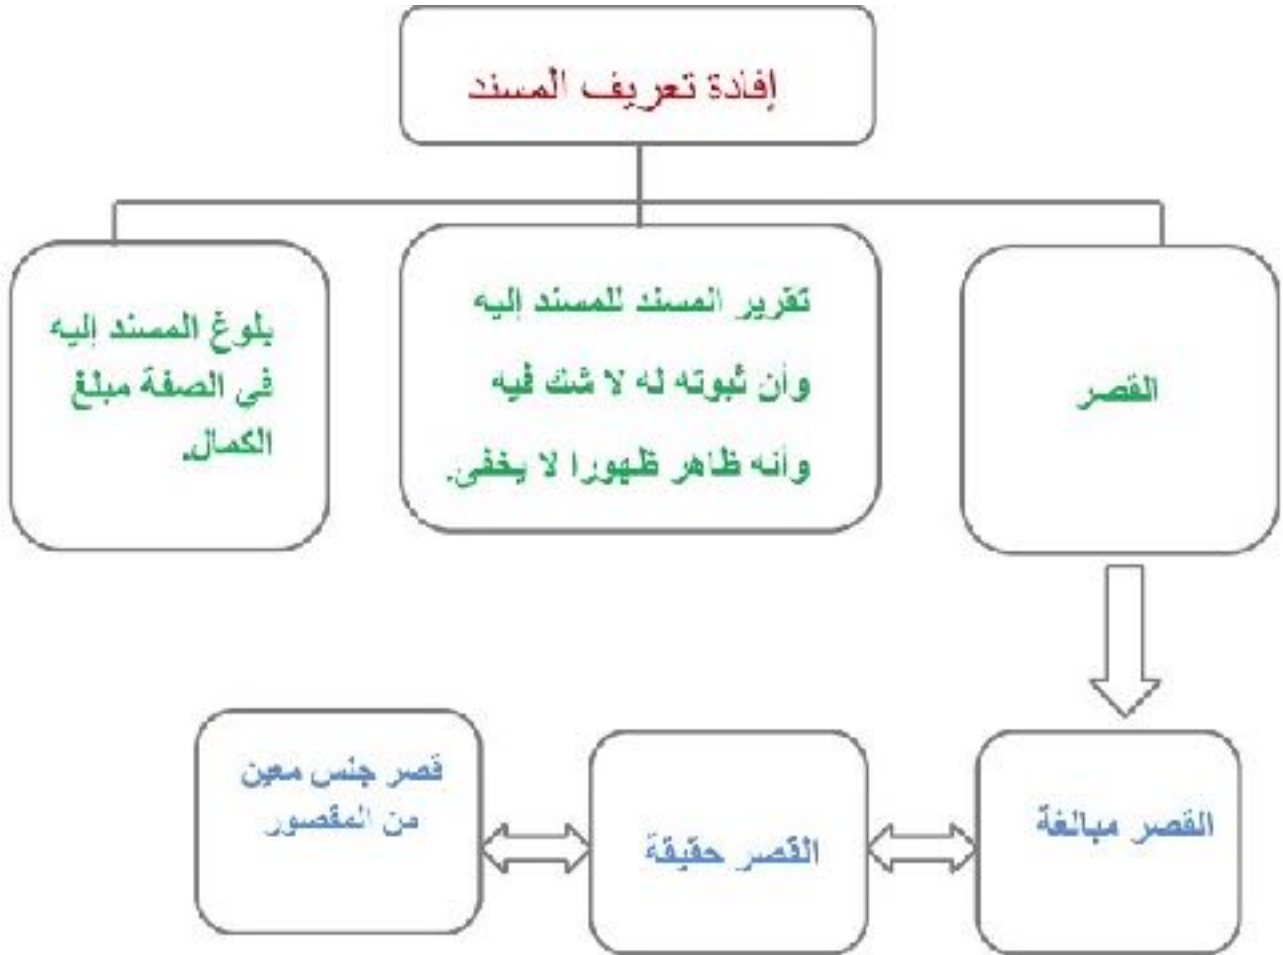 إفادة تعريف المسند
القصر
تقرير المسند للمسند إليه
وأن ثبوته له لا شك فيه
وأنه ظاهر ظهورا لا يخفى.
بلوغ المسند إليه
في الصفة مبلغ
الكمال.
القصر مبالغة
القصر حقيقة
قصر جنس معين
من المقصور